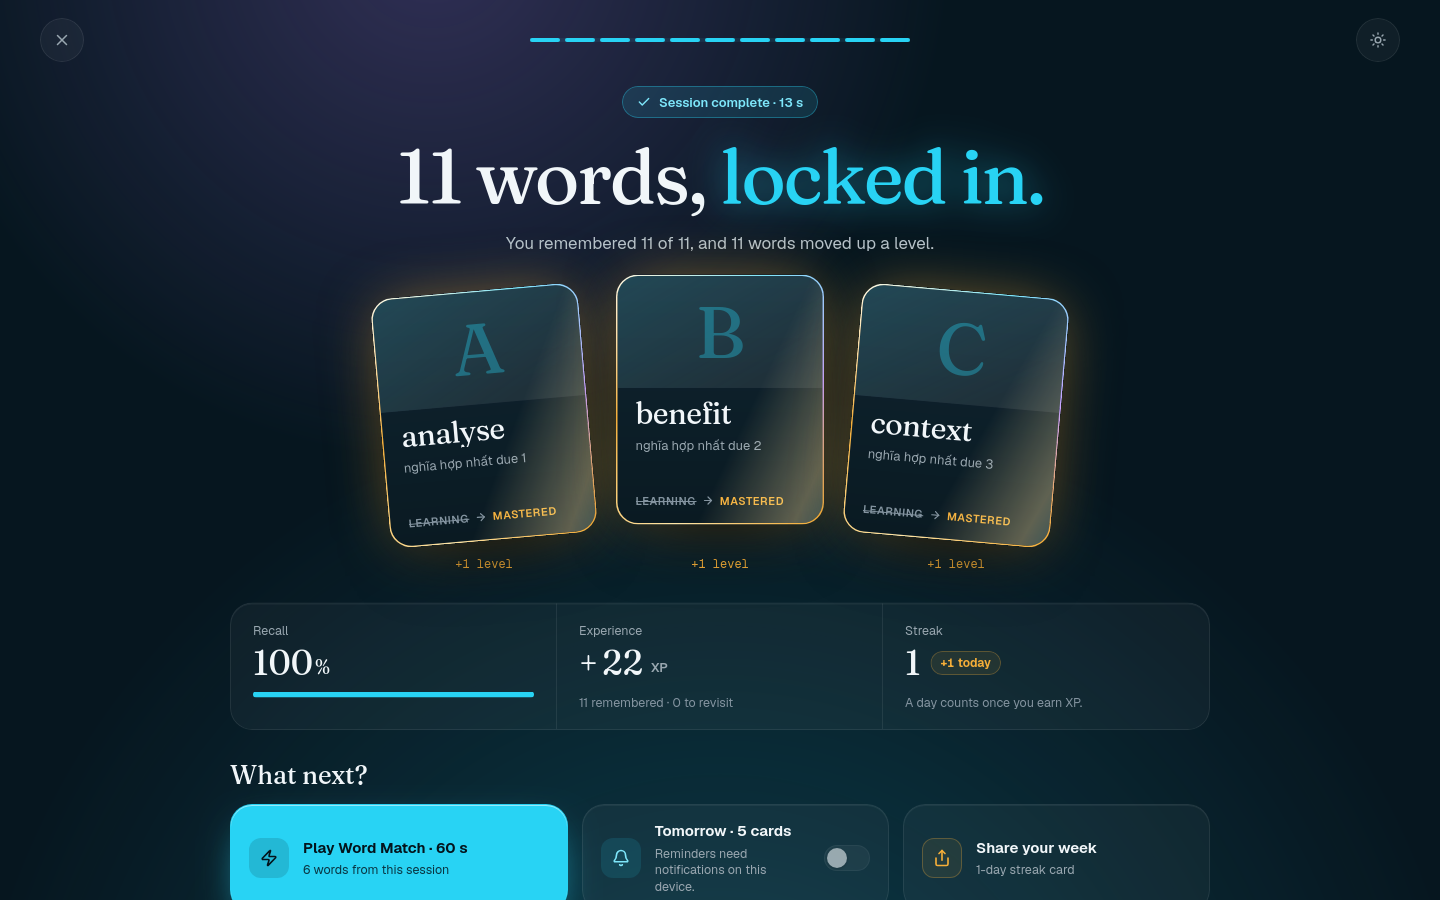 Session complete · 13 s
11 words, locked in.
You remembered 11 of 11, and 11 words moved up a level.
A
analyse
nghĩa hợp nhất due 1
LEARNING → MASTERED
+1 level
B
benefit
nghĩa hợp nhất due 2
LEARNING → MASTERED
+1 level
C
context
nghĩa hợp nhất due 3
LEARNING → MASTERED
+1 level
Recall
100%
Experience
+22 XP
11 remembered · 0 to revisit
Streak
1 +1 today
A day counts once you earn XP.
What next?
Play Word Match · 60 s
6 words from this session
Tomorrow · 5 cards
Reminders need
notifications on this
device.
Share your week
1-day streak card